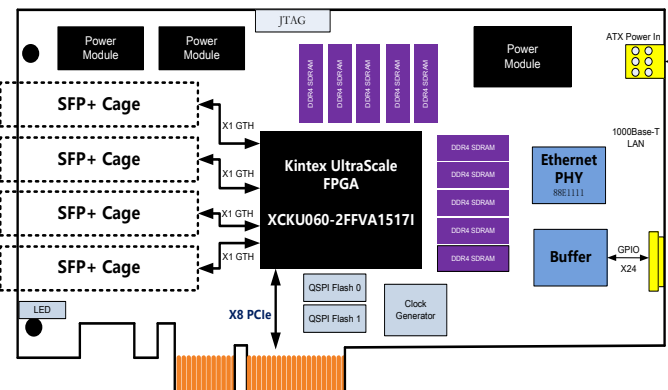 JTAG
Power
Module
Power
Module
Power
Module
ATX Power In
DDR4 SDRAM
DDR4 SDRAM
DDR4 SDRAM
DDR4 SDRAM
DDR4 SDRAM
SFP+ Cage
X1 GTH
SFP+ Cage
X1 GTH
SFP+ Cage
X1 GTH
SFP+ Cage
X1 GTH
Kintex UltraScale
FPGA
XCKU060-2FFVA1517I
DDR4 SDRAM
DDR4 SDRAM
DDR4 SDRAM
DDR4 SDRAM
DDR4 SDRAM
1000Base-T
LAN
Ethernet
PHY
88E1111
Buffer
GPIO
X24
LED
X8 PCIe
QSPI Flash 0
QSPI Flash 1
Clock
Generator